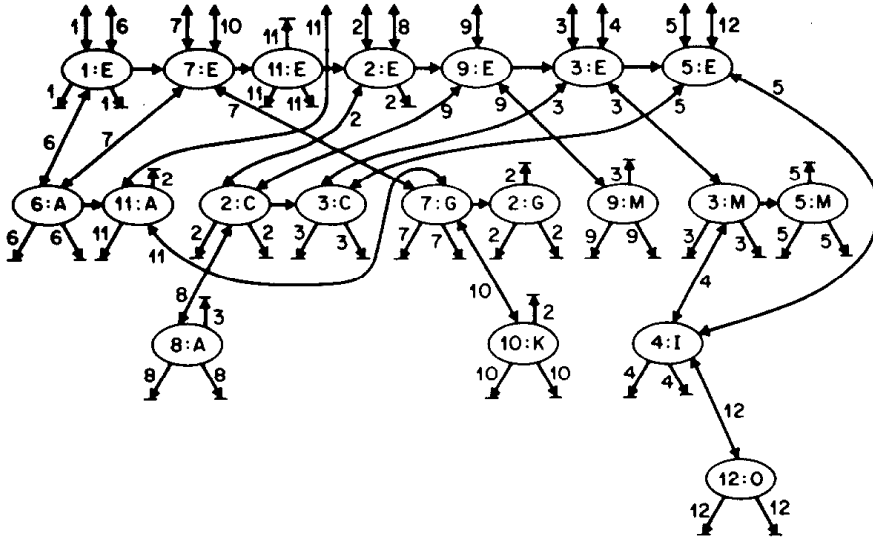 1 6 7 10 11 11 2 8 9 3 4 5 12
1:E 7:E 11:E 2:E 9:E 3:E 5:E
1 1 11 11 2 5
6 7 7 2 9 9 3 3 5
6:A 11:A 2 2:C 3:C 7:G 2 2:G 3 9:M 3:M 5 5:M
6 6 11 11 2 2 3 3 7 7 2 2 9 9 3 3 5 5
8 10 4
8:A 3 10:K 2 4:I
8 8 10 10 4 4
12
12:O
12 12